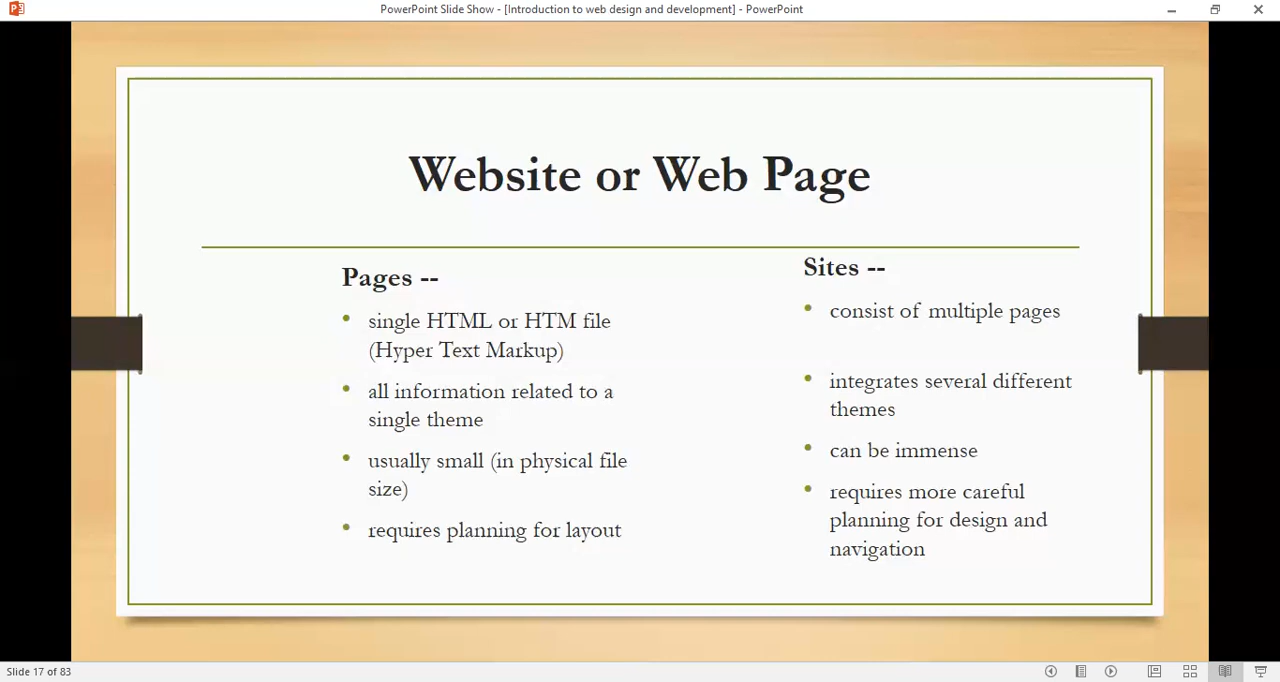 PowerPoint Slide Show - [Introduction to web design and development] - PowerPoint
Website or Web Page
Pages --
single HTML or HTM file
(Hyper Text Markup)
all information related to a
single theme
usually small (in physical file
size)
requires planning for layout
Sites --
consist of multiple pages
integrates several different
themes
can be immense
requires more careful
planning for design and
navigation
Slide 17 of 83